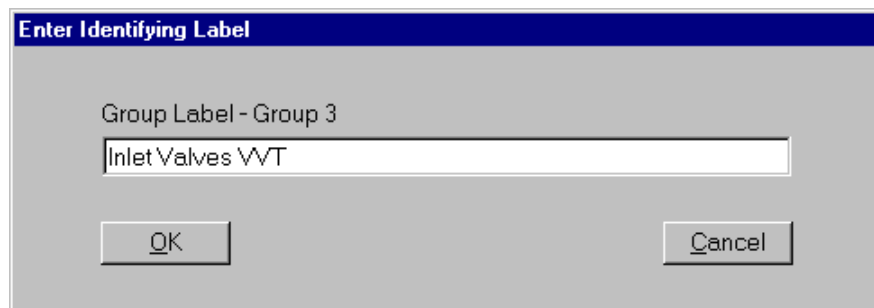 Enter Identifying Label
Group Label - Group 3
Inlet Valves VVT
OK
Cancel